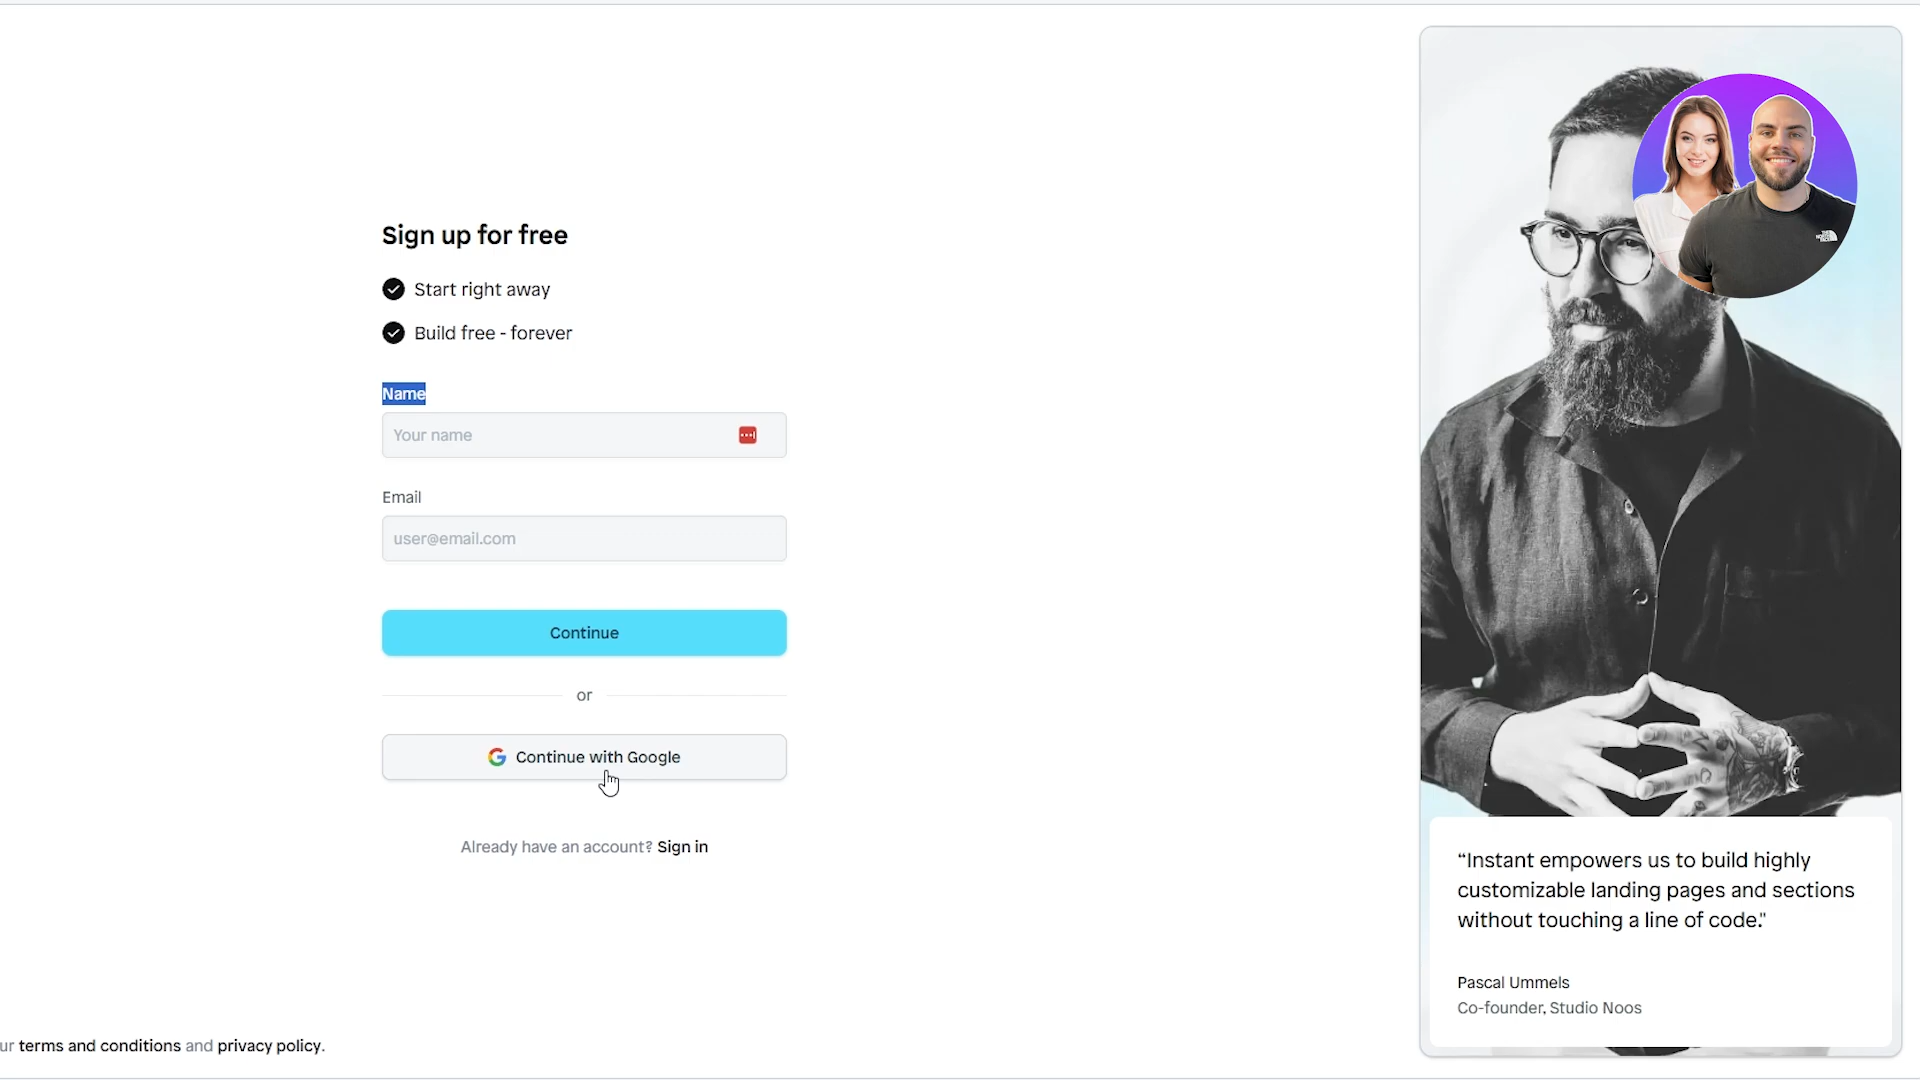 Sign up for free
Start right away
Build free - forever
Name
Your name
Email
user@email.com
Continue
or
Continue with Google
Already have an account? Sign in
ur terms and conditions and privacy policy.
“Instant empowers us to build highly
customizable landing pages and sections
without touching a line of code."
Pascal Ummels
Co-founder, Studio Noos